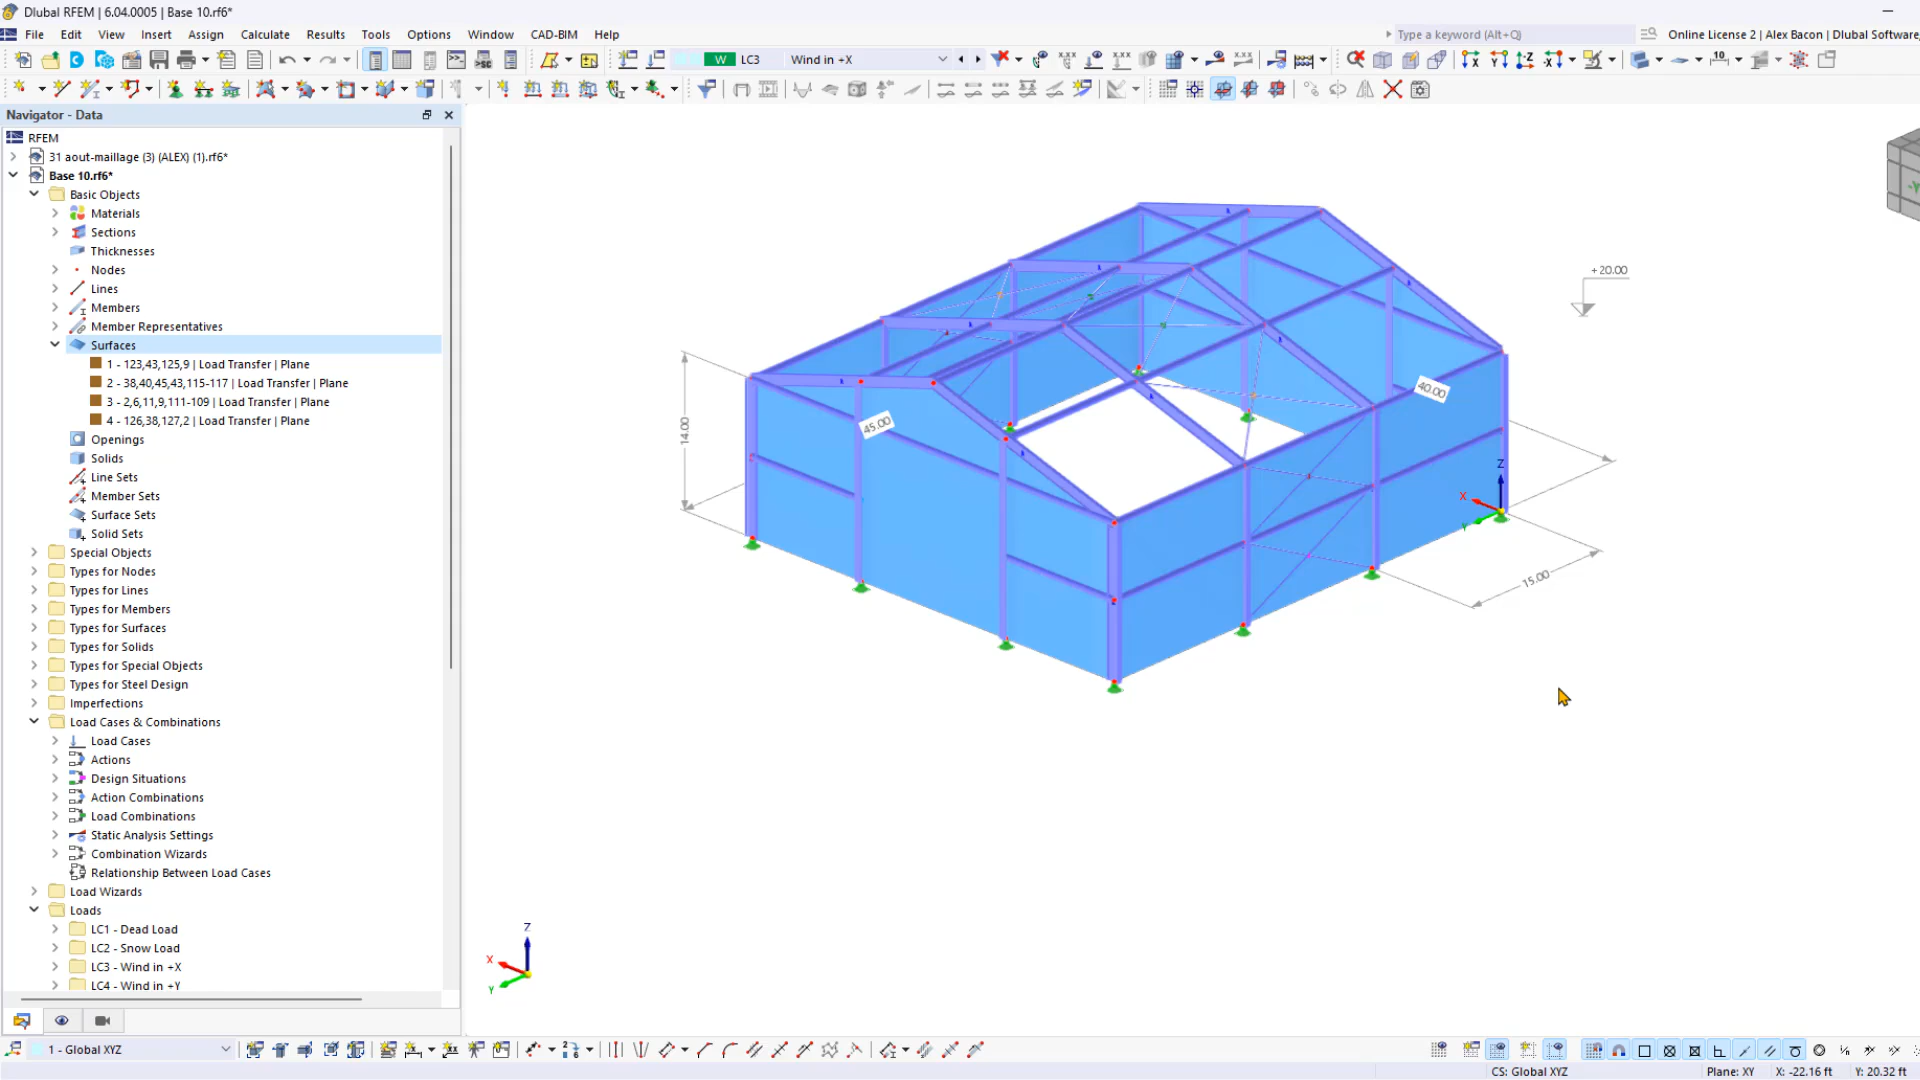 Dlubal RFEM | 6.04.0005 | Base 10.rf6*
File Edit View Insert Assign Calculate Results Tools Options Window CAD-BIM Help
Type a keyword (Alt+Q)
Online License 2 | Alex Bacon | Dlubal Software,
W LC3 Wind in +X
Navigator - Data
RFEM
31 aout-maillage (3) (ALEX) (1).rf6*
Base 10.rf6*
Basic Objects
Materials
Sections
Thicknesses
Nodes
Lines
Members
Member Representatives
Surfaces
1 - 123,43,125,9 | Load Transfer | Plane
2 - 38,40,45,43,115-117 | Load Transfer | Plane
3 - 2,6,11,9,111-109 | Load Transfer | Plane
4 - 126,38,127,2 | Load Transfer | Plane
Openings
Solids
Line Sets
Member Sets
Surface Sets
Solid Sets
Special Objects
Types for Nodes
Types for Lines
Types for Members
Types for Surfaces
Types for Solids
Types for Special Objects
Types for Steel Design
Imperfections
Load Cases & Combinations
Load Cases
Actions
Design Situations
Action Combinations
Load Combinations
Static Analysis Settings
Combination Wizards
Relationship Between Load Cases
Load Wizards
Loads
LC1 - Dead Load
LC2 - Snow Load
LC3 - Wind in +X
LC4 - Wind in +Y
+20.00
40.00
45.00
14.00
15.00
Z
X
Y
Z
X
Y
1 - Global XYZ
CS: Global XYZ
Plane: XY
X: -22.16 ft
Y: 20.32 ft